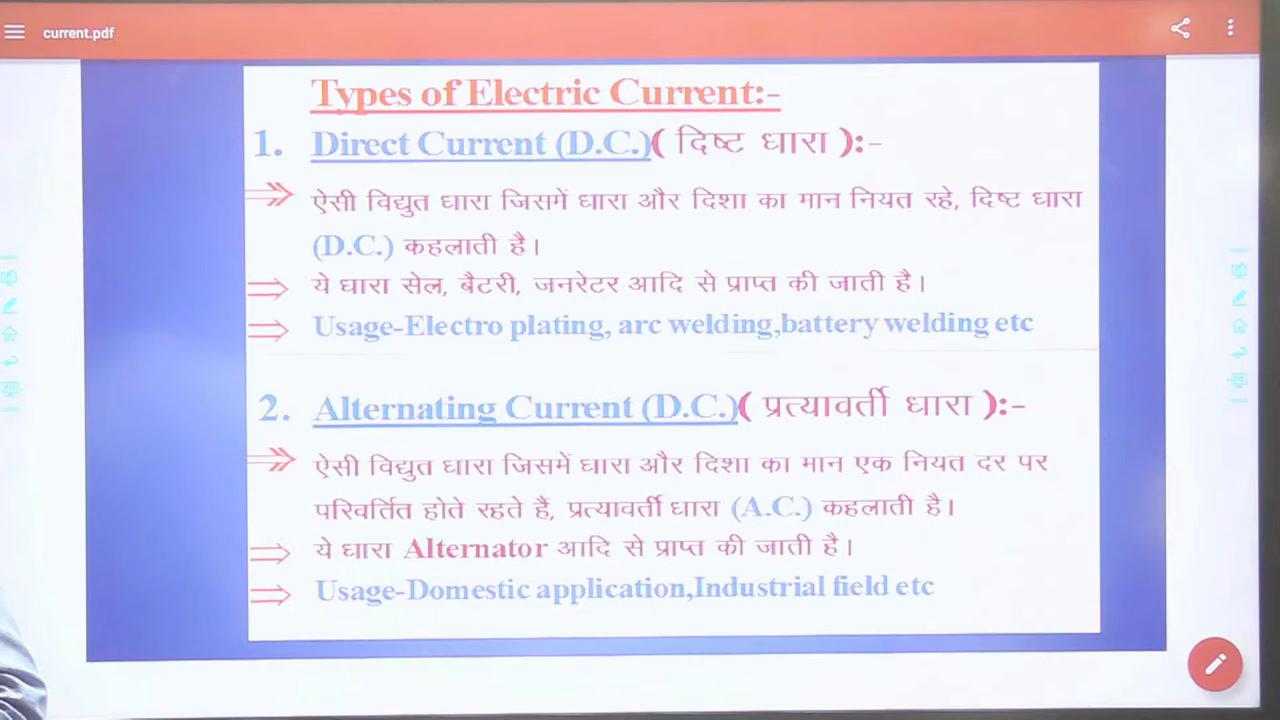 current.pdf
Types of Electric Current:-
1. Direct Current (D.C.)( दिष्ट धारा ):-
ऐसी विद्युत धारा जिसमें धारा और दिशा का मान नियत रहे, दिष्ट धारा
(D.C.) कहलाती है।
ये धारा सेल, बैटरी, जनरेटर आदि से प्राप्त की जाती है।
Usage-Electro plating, arc welding,battery welding etc
2. Alternating Current (D.C.)( प्रत्यावर्ती धारा ):-
ऐसी विद्युत धारा जिसमें धारा और दिशा का मान एक नियत दर पर
परिवर्तित होते रहते हैं, प्रत्यावर्ती धारा (A.C.) कहलाती है।
ये धारा Alternator आदि से प्राप्त की जाती है।
Usage-Domestic application,Industrial field etc